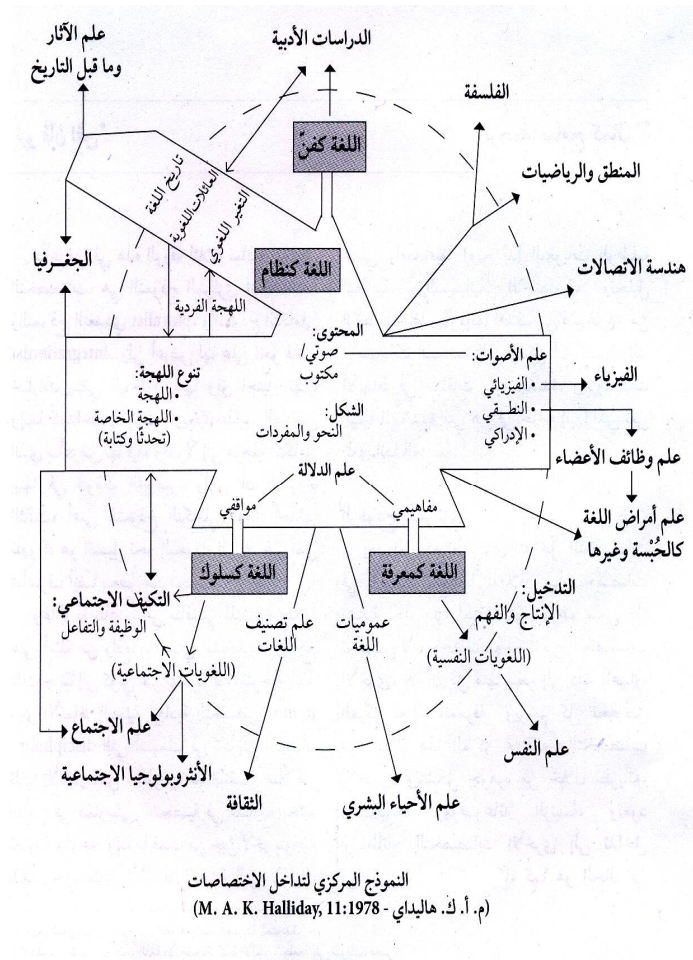 علم الآثار
وما قبل التاريخ
الدراسات الأدبية
الفلسفة
اللغة كفنّ
المنطق والرياضيات
تاريخ اللغة
العائلات اللغوية
التغير اللغوي
الجغرفيا
اللغة كنظام
هندسة الاتصالات
اللهجة الفردية
المحتوى:
صوتي/
مكتوب
علم الأصوات:
• الفيزيائي
• النطقي
• الإدراكي
الفيزياء
تنوع اللهجة:
• اللهجة
• اللهجة الخاصة
(تحدثًا وكتابة)
الشكل:
النحو والمفردات
علم وظائف الأعضاء
علم الدلالة
مواقفي
مفاهيمي
علم أمراض اللغة
كالحُبْسة وغيرها
اللغة كسلوك
اللغة كمعرفة
التكيف الاجتماعي:
الوظيفة والتفاعل
علم تصنيف
اللغات
عموميات
اللغة
التدخيل:
الإنتاج والفهم
(اللغويات الاجتماعية)
(اللغويات النفسية)
علم الاجتماع
علم النفس
الأنثروبولوجيا الاجتماعية
الثقافة
علم الأحياء البشري
النموذج المركزي لتداخل الاختصاصات
(م. أ. ك. هاليداي - M. A. K. Halliday, 11:1978)